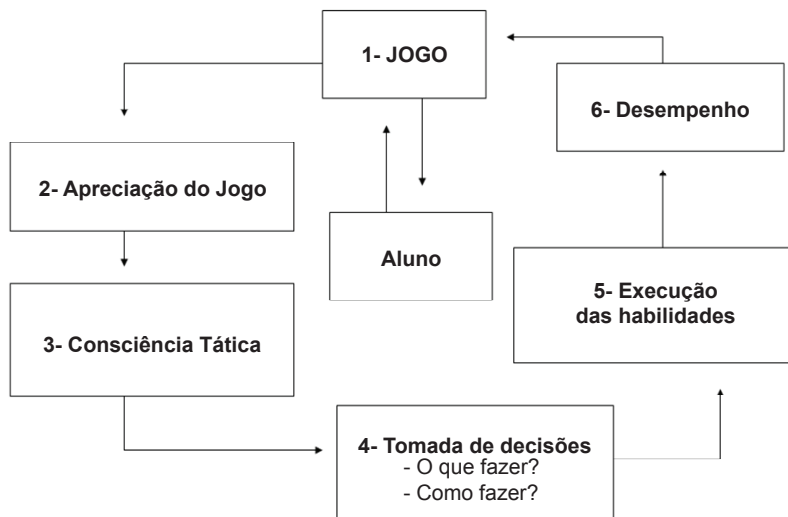 1- JOGO
2- Apreciação do Jogo
3- Consciência Tática
4- Tomada de decisões
- O que fazer?
- Como fazer?
5- Execução
das habilidades
6- Desempenho
Aluno